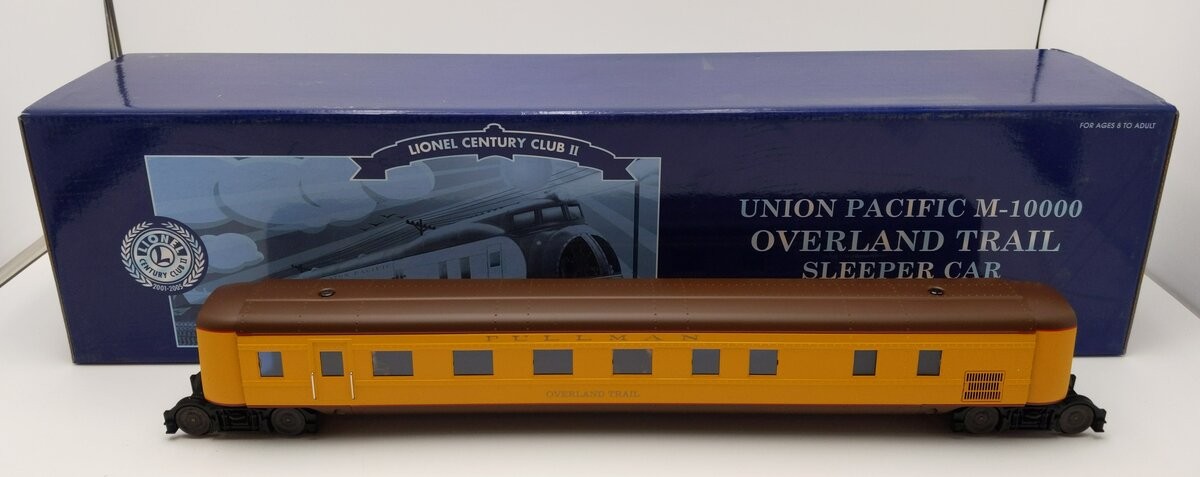 FOR AGES 8 TO ADULT
LIONEL CENTURY CLUB II
UNION PACIFIC M-10000
OVERLAND TRAIL
SLEEPER CAR
LIONEL
L
CENTURY CLUB II
2001-2005
PULLMAN
OVERLAND TRAIL